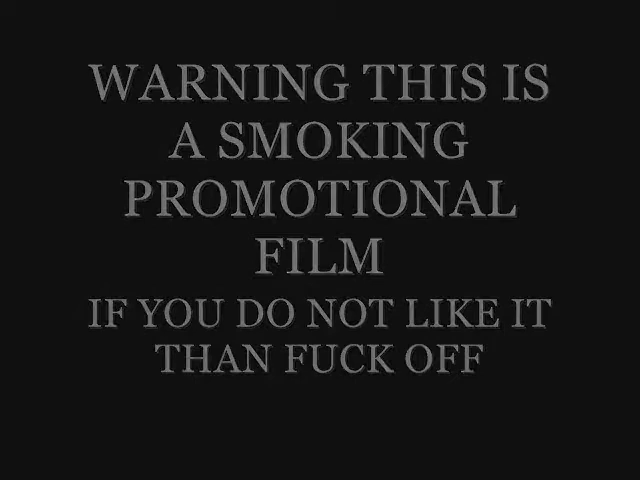 WARNING THIS IS
A SMOKING
PROMOTIONAL
FILM
IF YOU DO NOT LIKE IT
THAN FUCK OFF